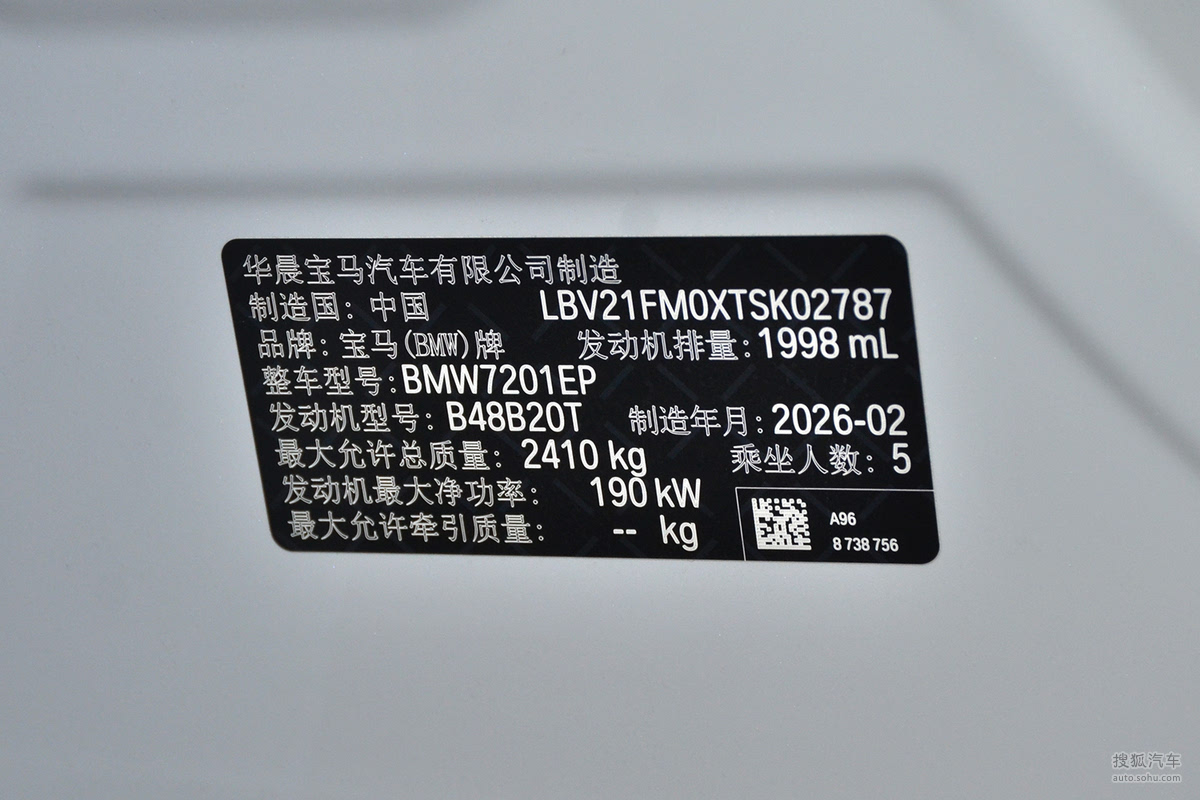 华晨宝马汽车有限公司制造
制造国：中国 LBV21FM0XTSK02787
品牌：宝马(BMW)牌 发动机排量：1998 mL
整车型号：BMW7201EP
发动机型号：B48B20T 制造年月：2026-02
最大允许总质量：2410 kg 乘坐人数：5
发动机最大净功率：190 kW
最大允许牵引质量：-- kg
A96
8 738 756
搜狐汽车
auto.sohu.com